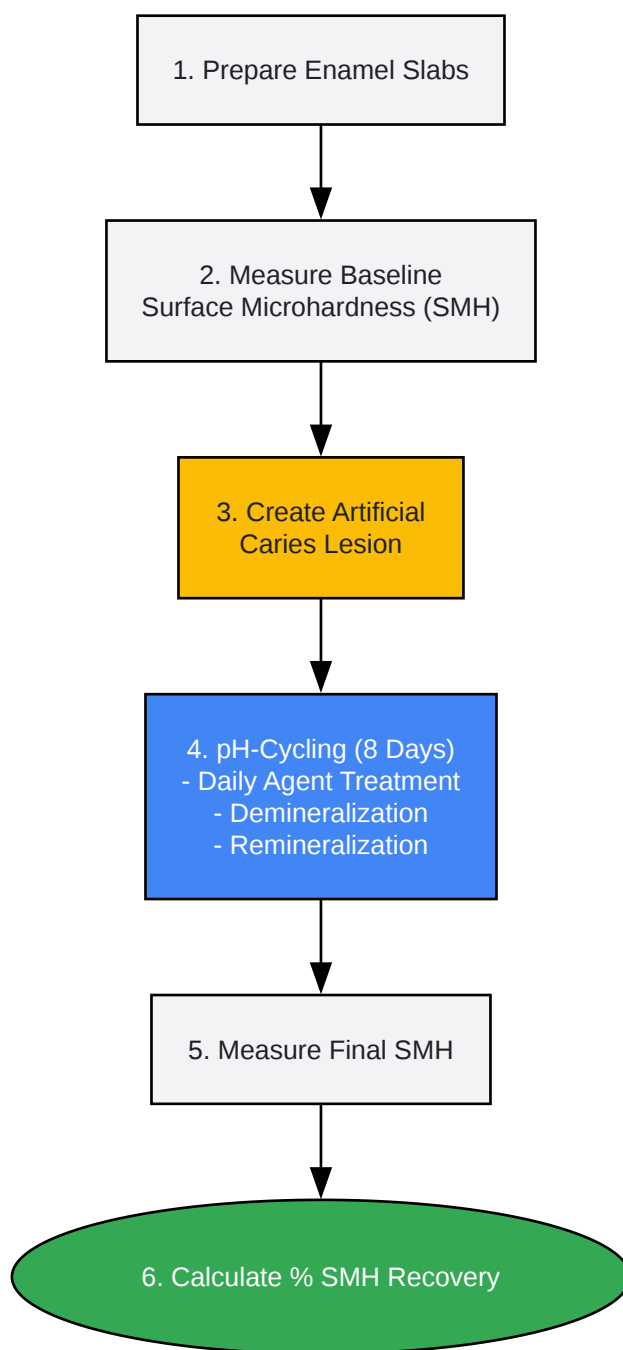 1. Prepare Enamel Slabs
2. Measure Baseline
Surface Microhardness (SMH)
3. Create Artificial
Caries Lesion
4. pH-Cycling (8 Days)
- Daily Agent Treatment
- Demineralization
- Remineralization
5. Measure Final SMH
6. Calculate % SMH Recovery